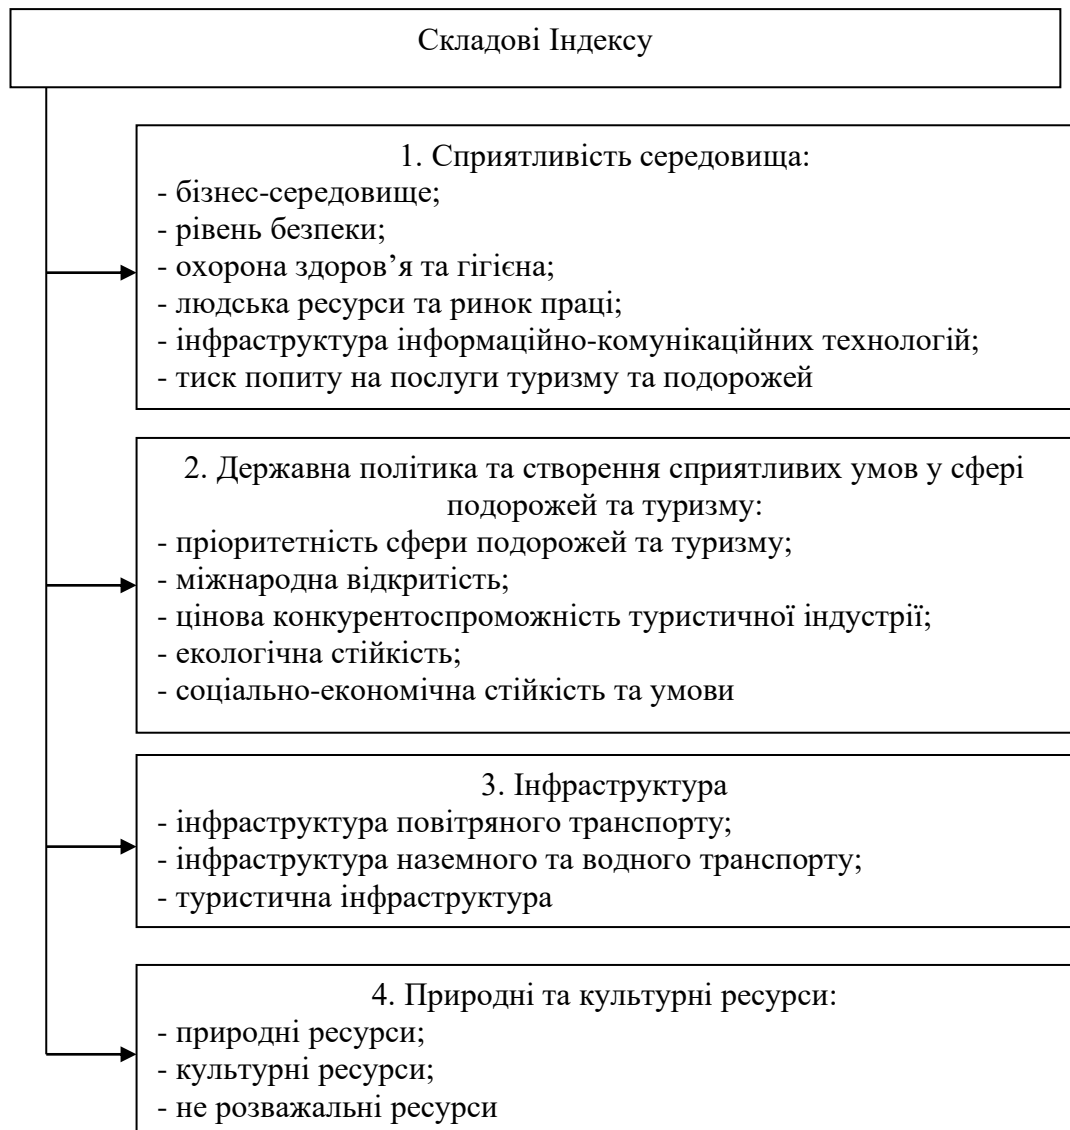 Складові Індексу
1. Сприятливість середовища:
- бізнес-середовище;
- рівень безпеки;
- охорона здоров’я та гігієна;
- людська ресурси та ринок праці;
- інфраструктура інформаційно-комунікаційних технологій;
- тиск попиту на послуги туризму та подорожей
2. Державна політика та створення сприятливих умов у сфері
подорожей та туризму:
- пріоритетність сфери подорожей та туризму;
- міжнародна відкритість;
- цінова конкурентоспроможність туристичної індустрії;
- екологічна стійкість;
- соціально-економічна стійкість та умови
3. Інфраструктура
- інфраструктура повітряного транспорту;
- інфраструктура наземного та водного транспорту;
- туристична інфраструктура
4. Природні та культурні ресурси:
- природні ресурси;
- культурні ресурси;
- не розважальні ресурси